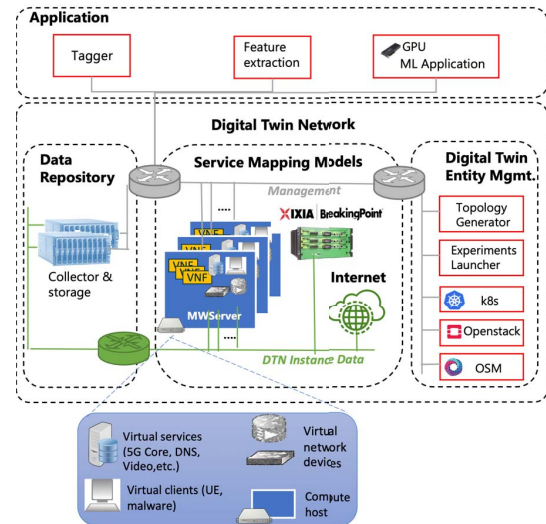 Application
Tagger
Feature
extraction
GPU
ML Application
Digital Twin Network
Data
Repository
Service Mapping Models
Digital Twin
Entity Mgmt.
Management
....
XIXIA BreakingPoint
Topology
Generator
Experiments
Launcher
k8s
Openstack
OSM
Collector &
storage
VNF
VNF
VNF
MWServer
....
Internet
DTN Instance Data
Virtual services
(5G Core, DNS,
Video,etc.)
Virtual
network
devices
Virtual clients (UE,
malware)
Compute
host